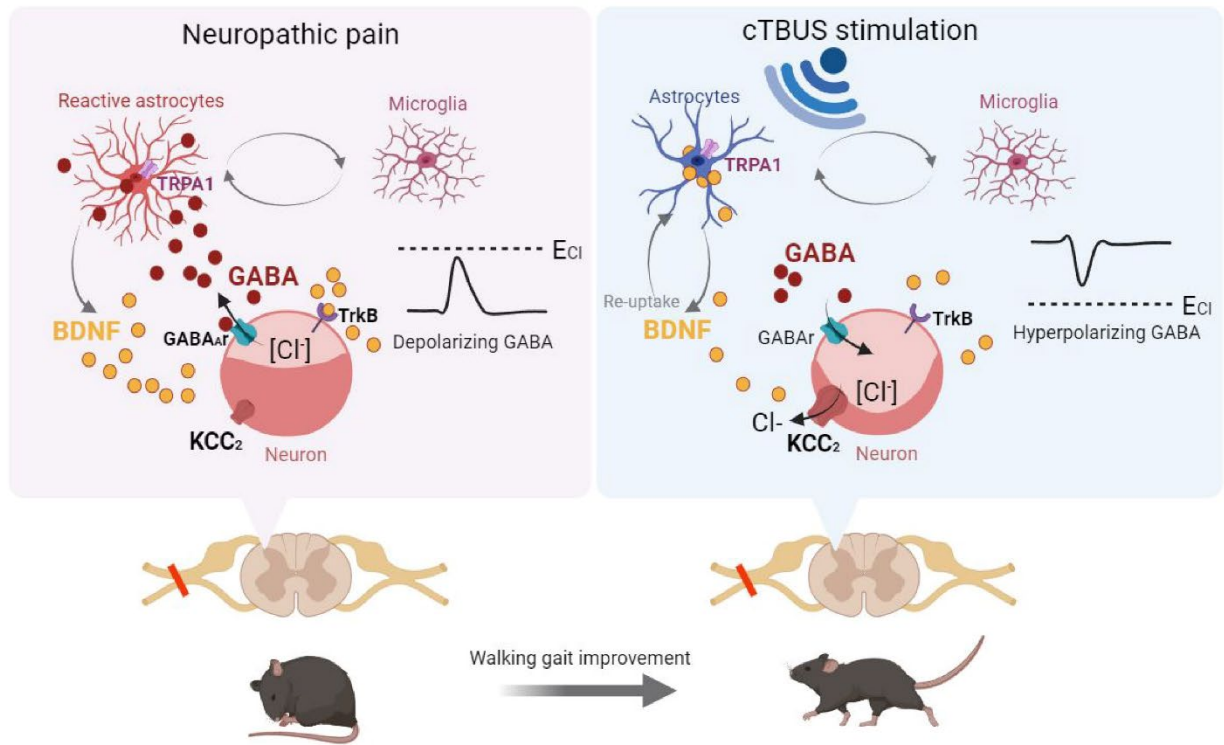 Neuropathic pain
Reactive astrocytes
Microglia
TRPA1
GABA
ECl
BDNF
GABAAr
TrkB
[Cl-]
Depolarizing GABA
KCC2
Neuron
cTBUS stimulation
Astrocytes
Microglia
TRPA1
GABA
Re-uptake
ECl
BDNF
TrkB
GABAr
Hyperpolarizing GABA
[Cl-]
Cl-
KCC2
Neuron
Walking gait improvement